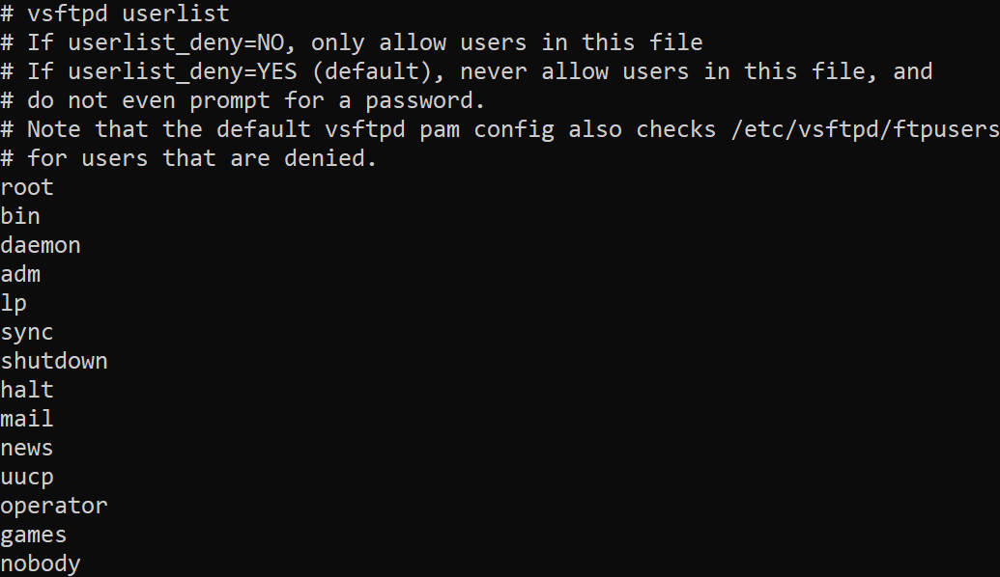 # vsftpd userlist
# If userlist_deny=NO, only allow users in this file
# If userlist_deny=YES (default), never allow users in this file, and
# do not even prompt for a password.
# Note that the default vsftpd pam config also checks /etc/vsftpd/ftpusers
# for users that are denied.
root
bin
daemon
adm
lp
sync
shutdown
halt
mail
news
uucp
operator
games
nobody